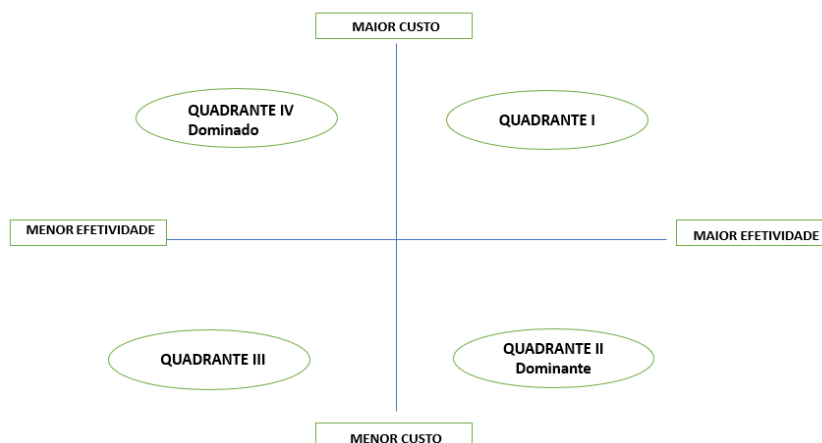 MAIOR CUSTO
QUADRANTE IV
Dominado
QUADRANTE I
MENOR EFETIVIDADE
MAIOR EFETIVIDADE
QUADRANTE III
QUADRANTE II
Dominante
MENOR CUSTO